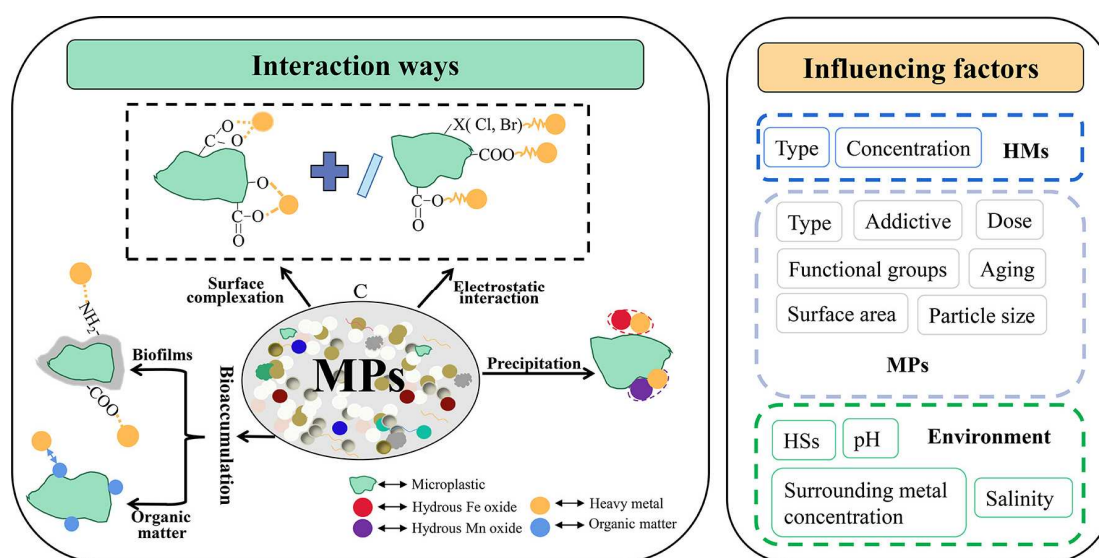 Interaction ways
C
O
O
O
C
O
O
X( Cl, Br)
COO
C
O
O
Surface
complexation
C
Electrostatic
interaction
NH2
Biofilms
COO
Bioaccumulation
Organic
matter
MPs
Precipitation
Microplastic
Hydrous Fe oxide
Heavy metal
Hydrous Mn oxide
Organic matter
Influencing factors
Type
Concentration
HMs
Type
Addictive
Dose
Functional groups
Aging
Surface area
Particle size
MPs
HSs
pH
Environment
Surrounding metal
concentration
Salinity